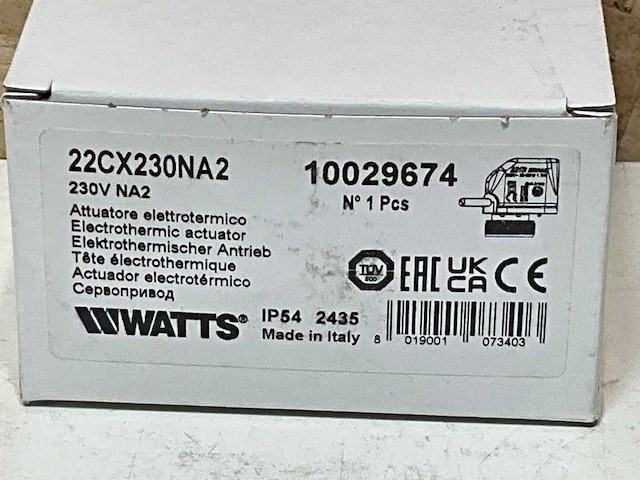 22CX230NA2
230V NA2
10029674
N° 1 Pcs
Attuatore elettrotermico
Electrothermic actuator
Elektrothermischer Antrieb
Tête électrothermique
Actuador electrotérmico
Сервопривод
TÜV
EAC UK CA CE
WATTS®
IP54 2435
Made in Italy
8 019001 073403